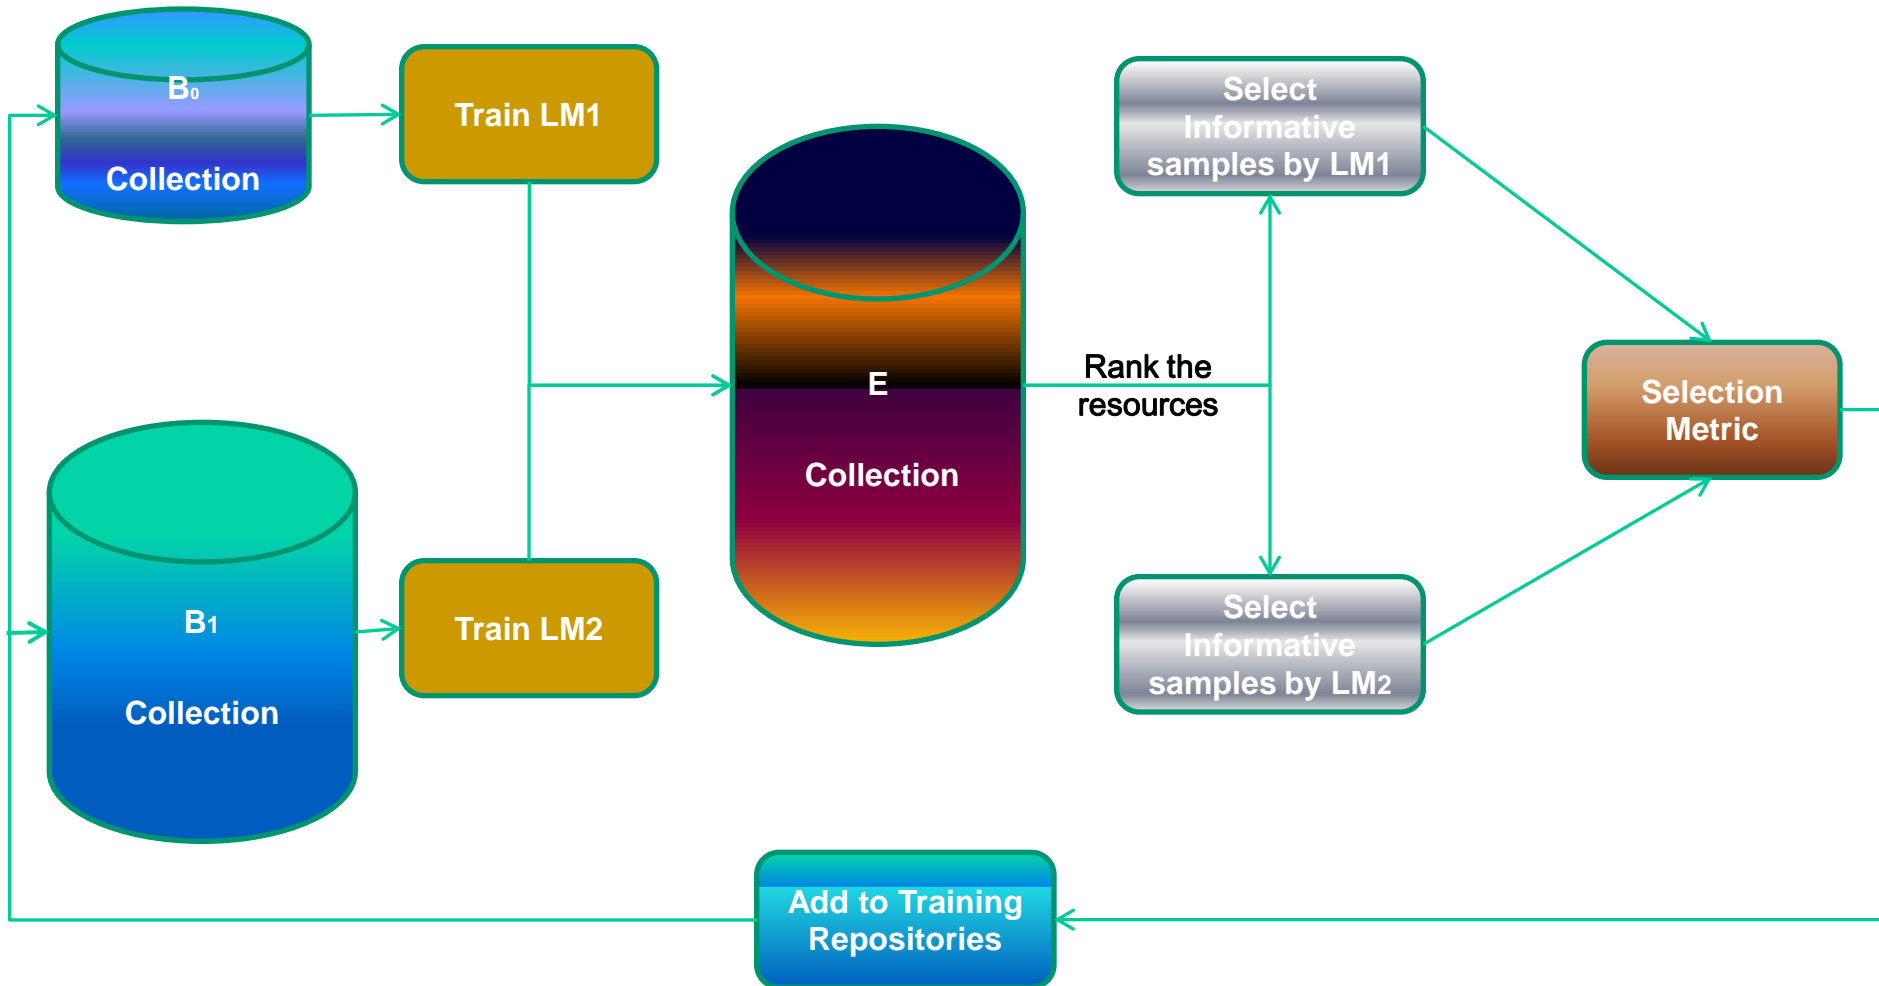 B₀
Collection
Train LM1
Select
Informative
samples by LM1
E
Collection
Rank the
resources
Selection
Metric
B1
Collection
Train LM2
Select
Informative
samples by LM2
Add to Training
Repositories